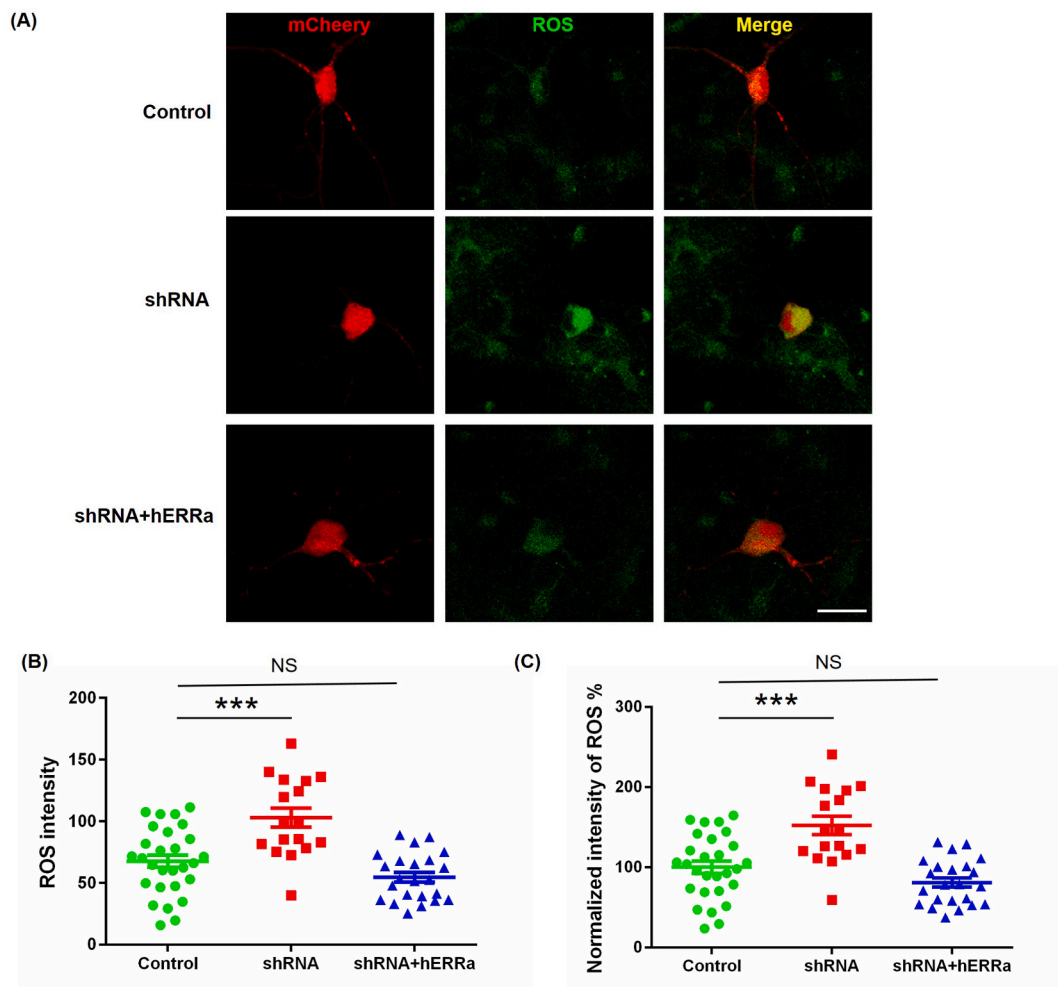 (A)
mCheery ROS Merge
Control
shRNA
shRNA+hERRa
(B)
NS
***
200
150
100
50
0
ROS intensity
Control shRNA shRNA+hERRa
(C)
NS
***
300
200
100
0
Normalized intensity of ROS %
Control shRNA shRNA+hERRa